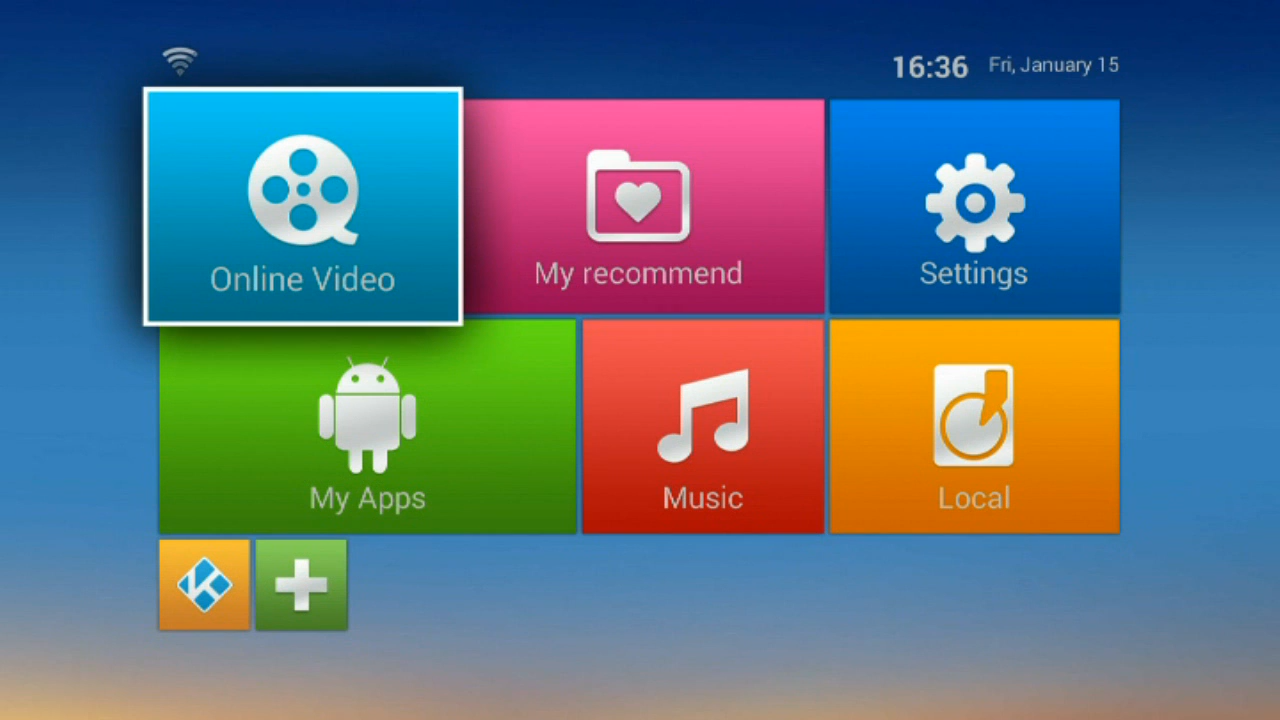 16:36 Fri, January 15
Online Video
My recommend
Settings
My Apps
Music
Local